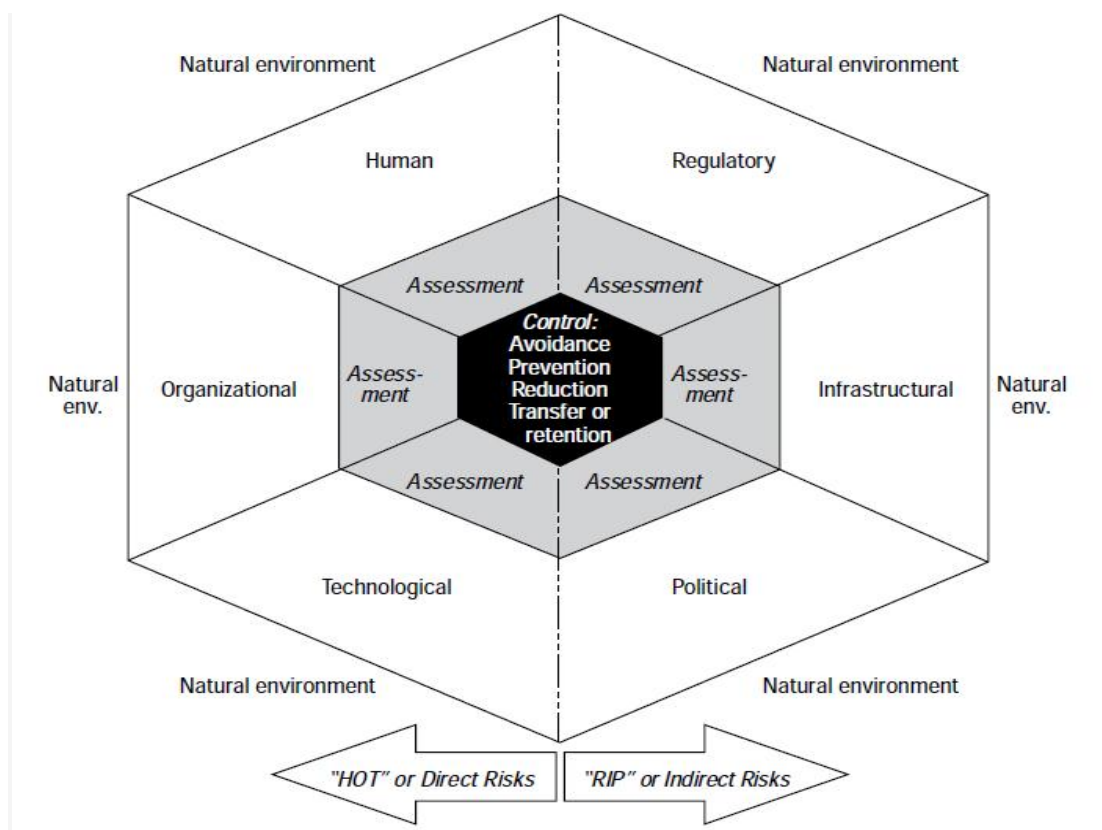 Natural environment
Natural environment
Human
Regulatory
Assessment
Assessment
Control:
Avoidance
Prevention
Reduction
Transfer or
retention
Natural
env.
Organizational
Assess-
ment
Assess-
ment
Infrastructural
Natural
env.
Assessment
Assessment
Technological
Political
Natural environment
Natural environment
“HOT” or Direct Risks
“RIP” or Indirect Risks